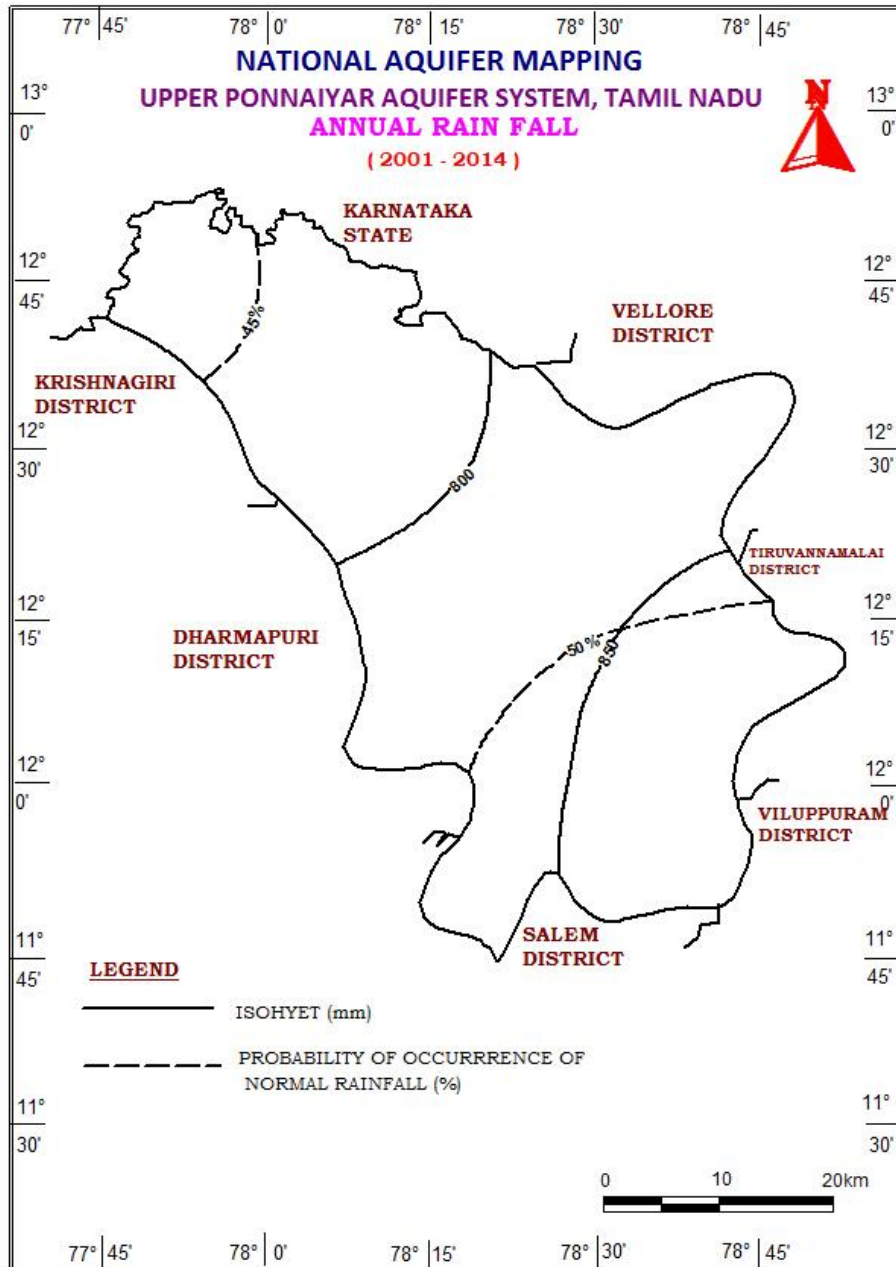 77° 45' 78° 0' 78° 15' 78° 30' 78° 45'
NATIONAL AQUIFER MAPPING
UPPER PONNAIYAR AQUIFER SYSTEM, TAMIL NADU
ANNUAL RAIN FALL
( 2001 - 2014 )
N
13° 0'
13° 0'
KARNATAKA
STATE
12° 45'
12° 45'
VELLORE
DISTRICT
45%
KRISHNAGIRI
DISTRICT
12° 30'
12° 30'
800
TIRUVANNAMALAI
DISTRICT
12° 15'
12° 15'
DHARMAPURI
DISTRICT
50 %
850
12° 0'
12° 0'
VILUPPURAM
DISTRICT
SALEM
DISTRICT
11° 45'
11° 45'
LEGEND
ISOHYET (mm)
PROBABILITY OF OCCURRRENCE OF
NORMAL RAINFALL (%)
11° 30'
11° 30'
0 10 20km
77° 45' 78° 0' 78° 15' 78° 30' 78° 45'